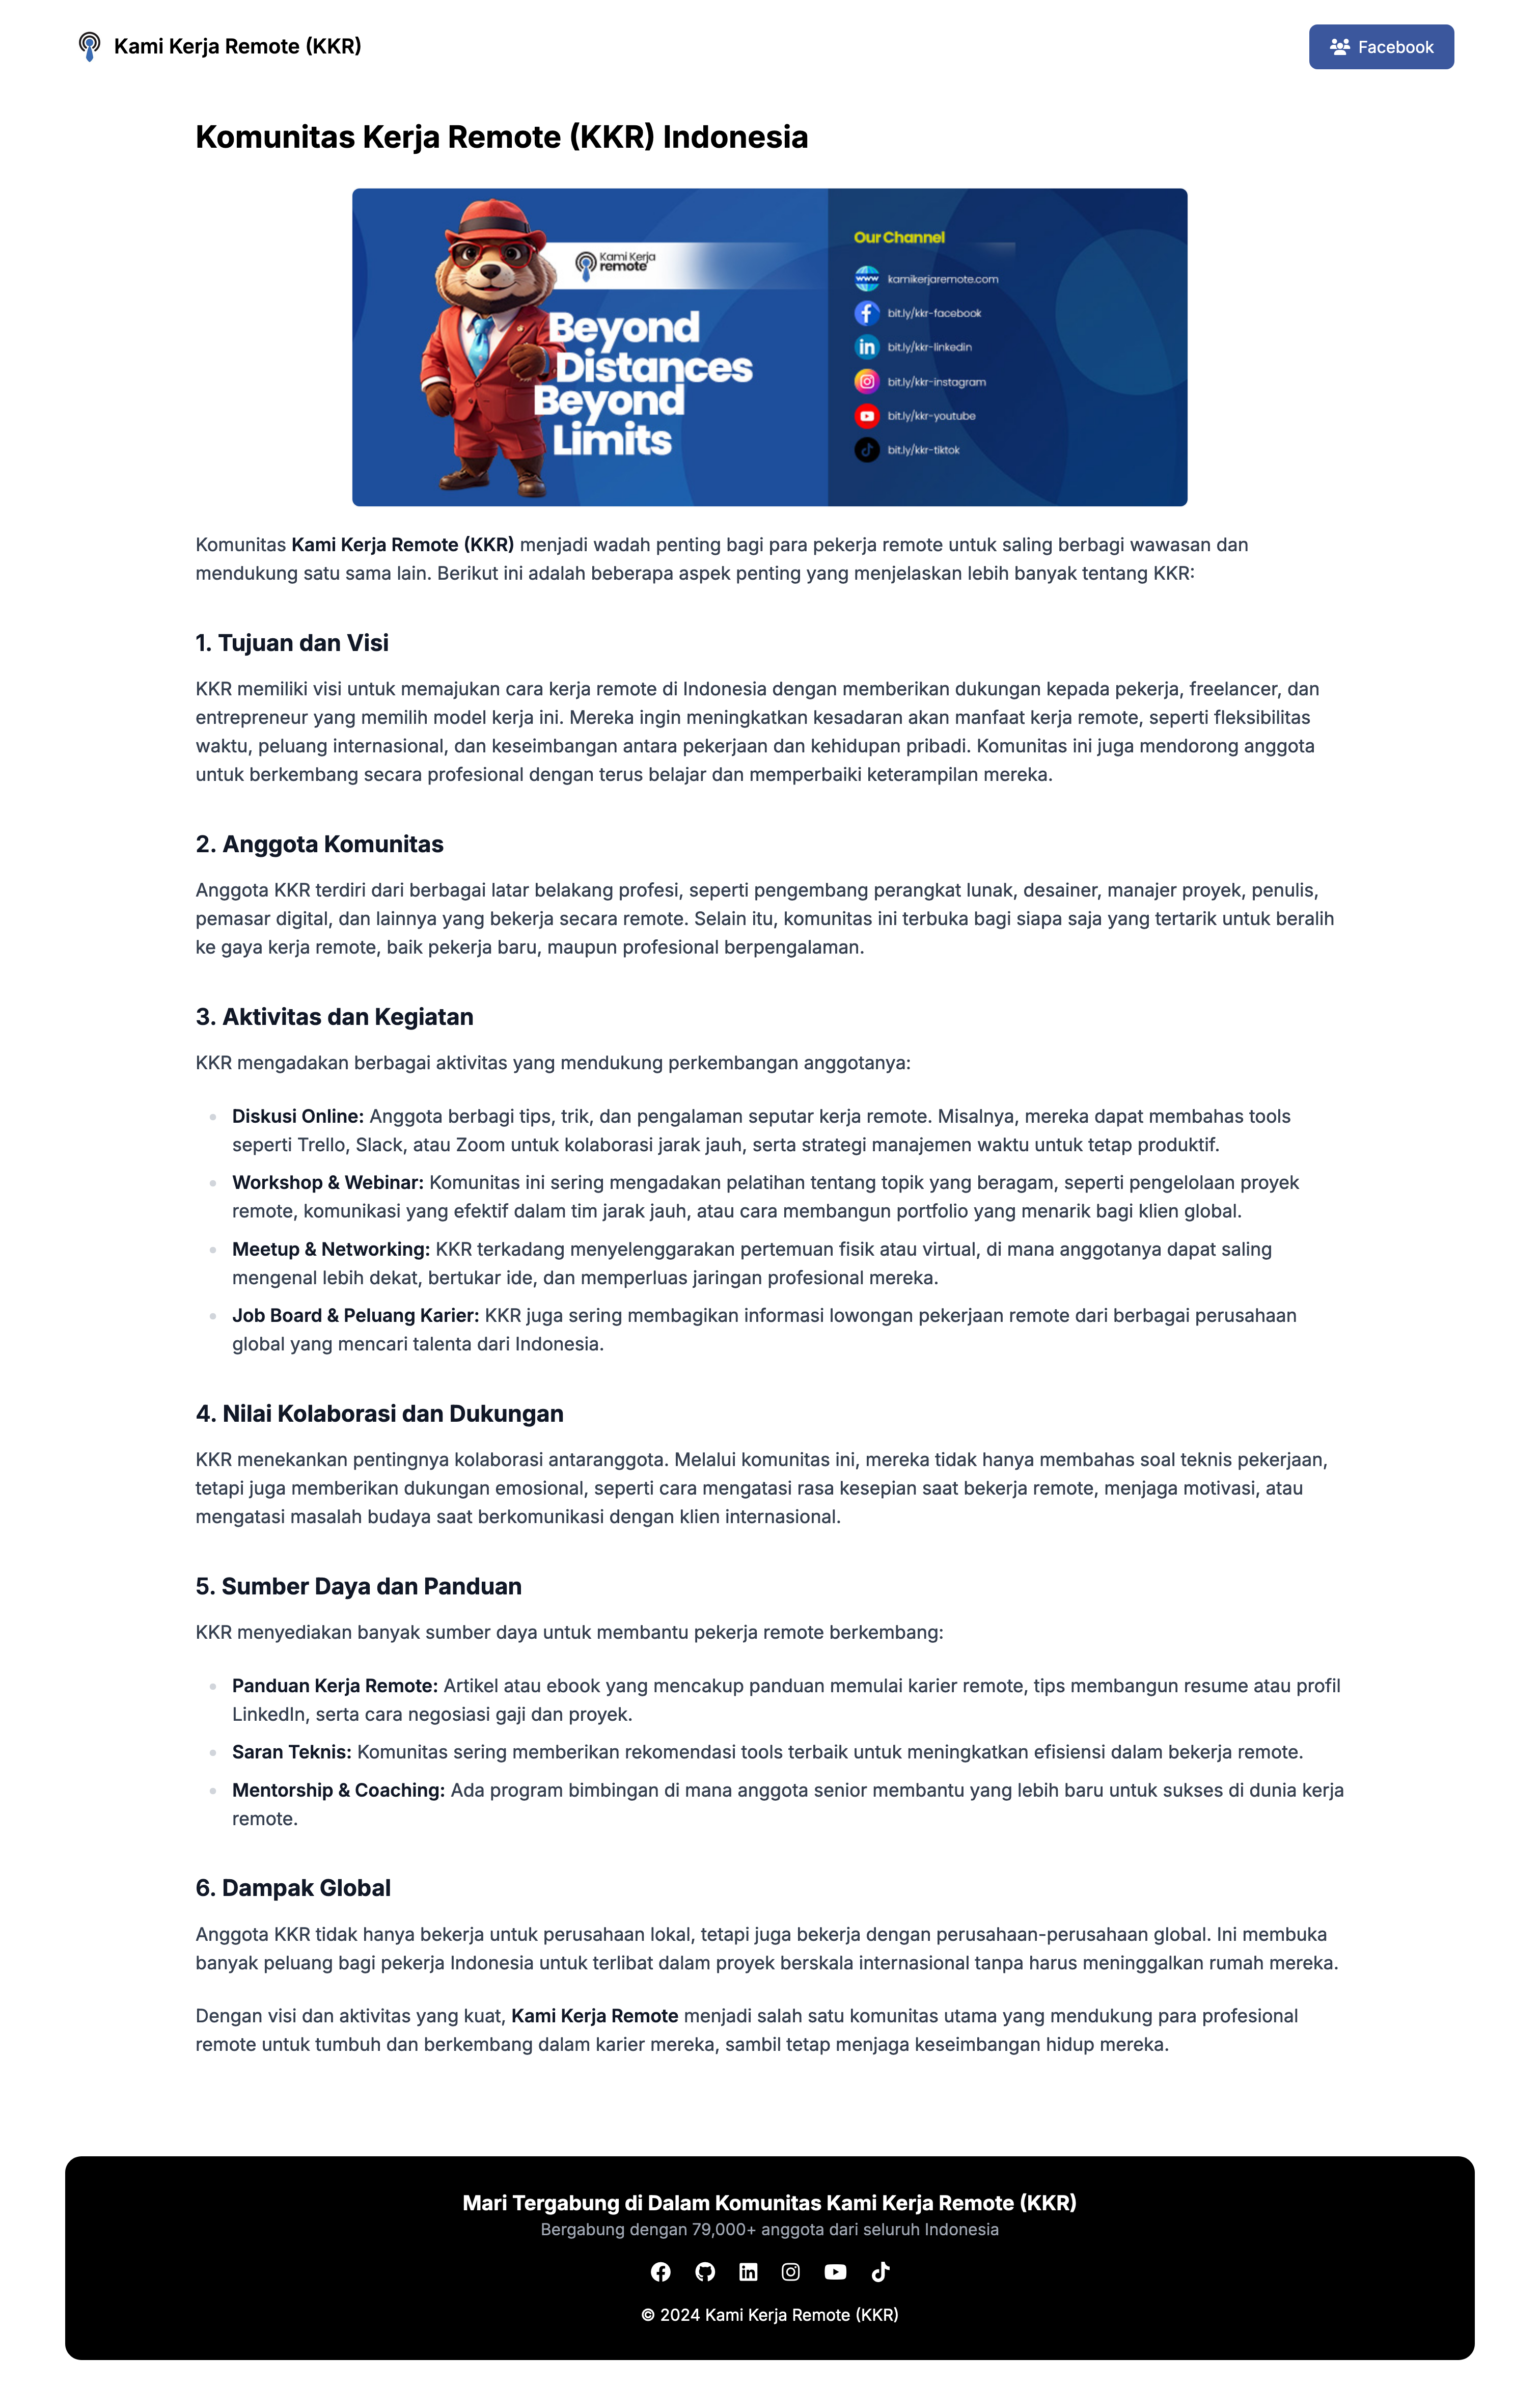 Kami Kerja Remote (KKR)
Facebook
Komunitas Kerja Remote (KKR) Indonesia
Kami Kerja
remote
Beyond
Distances
Beyond
Limits
Our Channel
www
kamikerjaremote.com
bit.ly/kkr-facebook
bit.ly/kkr-linkedin
bit.ly/kkr-instagram
bit.ly/kkr-youtube
bit.ly/kkr-tiktok
Komunitas Kami Kerja Remote (KKR) menjadi wadah penting bagi para pekerja remote untuk saling berbagi wawasan dan
mendukung satu sama lain. Berikut ini adalah beberapa aspek penting yang menjelaskan lebih banyak tentang KKR:
1. Tujuan dan Visi
KKR memiliki visi untuk memajukan cara kerja remote di Indonesia dengan memberikan dukungan kepada pekerja, freelancer, dan
entrepreneur yang memilih model kerja ini. Mereka ingin meningkatkan kesadaran akan manfaat kerja remote, seperti fleksibilitas
waktu, peluang internasional, dan keseimbangan antara pekerjaan dan kehidupan pribadi. Komunitas ini juga mendorong anggota
untuk berkembang secara profesional dengan terus belajar dan memperbaiki keterampilan mereka.
2. Anggota Komunitas
Anggota KKR terdiri dari berbagai latar belakang profesi, seperti pengembang perangkat lunak, desainer, manajer proyek, penulis,
pemasar digital, dan lainnya yang bekerja secara remote. Selain itu, komunitas ini terbuka bagi siapa saja yang tertarik untuk beralih
ke gaya kerja remote, baik pekerja baru, maupun profesional berpengalaman.
3. Aktivitas dan Kegiatan
KKR mengadakan berbagai aktivitas yang mendukung perkembangan anggotanya:
Diskusi Online: Anggota berbagi tips, trik, dan pengalaman seputar kerja remote. Misalnya, mereka dapat membahas tools
seperti Trello, Slack, atau Zoom untuk kolaborasi jarak jauh, serta strategi manajemen waktu untuk tetap produktif.
Workshop & Webinar: Komunitas ini sering mengadakan pelatihan tentang topik yang beragam, seperti pengelolaan proyek
remote, komunikasi yang efektif dalam tim jarak jauh, atau cara membangun portfolio yang menarik bagi klien global.
Meetup & Networking: KKR terkadang menyelenggarakan pertemuan fisik atau virtual, di mana anggotanya dapat saling
mengenal lebih dekat, bertukar ide, dan memperluas jaringan profesional mereka.
Job Board & Peluang Karier: KKR juga sering membagikan informasi lowongan pekerjaan remote dari berbagai perusahaan
global yang mencari talenta dari Indonesia.
4. Nilai Kolaborasi dan Dukungan
KKR menekankan pentingnya kolaborasi antaranggota. Melalui komunitas ini, mereka tidak hanya membahas soal teknis pekerjaan,
tetapi juga memberikan dukungan emosional, seperti cara mengatasi rasa kesepian saat bekerja remote, menjaga motivasi, atau
mengatasi masalah budaya saat berkomunikasi dengan klien internasional.
5. Sumber Daya dan Panduan
KKR menyediakan banyak sumber daya untuk membantu pekerja remote berkembang:
Panduan Kerja Remote: Artikel atau ebook yang mencakup panduan memulai karier remote, tips membangun resume atau profil
LinkedIn, serta cara negosiasi gaji dan proyek.
Saran Teknis: Komunitas sering memberikan rekomendasi tools terbaik untuk meningkatkan efisiensi dalam bekerja remote.
Mentorship & Coaching: Ada program bimbingan di mana anggota senior membantu yang lebih baru untuk sukses di dunia kerja
remote.
6. Dampak Global
Anggota KKR tidak hanya bekerja untuk perusahaan lokal, tetapi juga bekerja dengan perusahaan-perusahaan global. Ini membuka
banyak peluang bagi pekerja Indonesia untuk terlibat dalam proyek berskala internasional tanpa harus meninggalkan rumah mereka.
Dengan visi dan aktivitas yang kuat, Kami Kerja Remote menjadi salah satu komunitas utama yang mendukung para profesional
remote untuk tumbuh dan berkembang dalam karier mereka, sambil tetap menjaga keseimbangan hidup mereka.
Mari Tergabung di Dalam Komunitas Kami Kerja Remote (KKR)
Bergabung dengan 79,000+ anggota dari seluruh Indonesia
© 2024 Kami Kerja Remote (KKR)